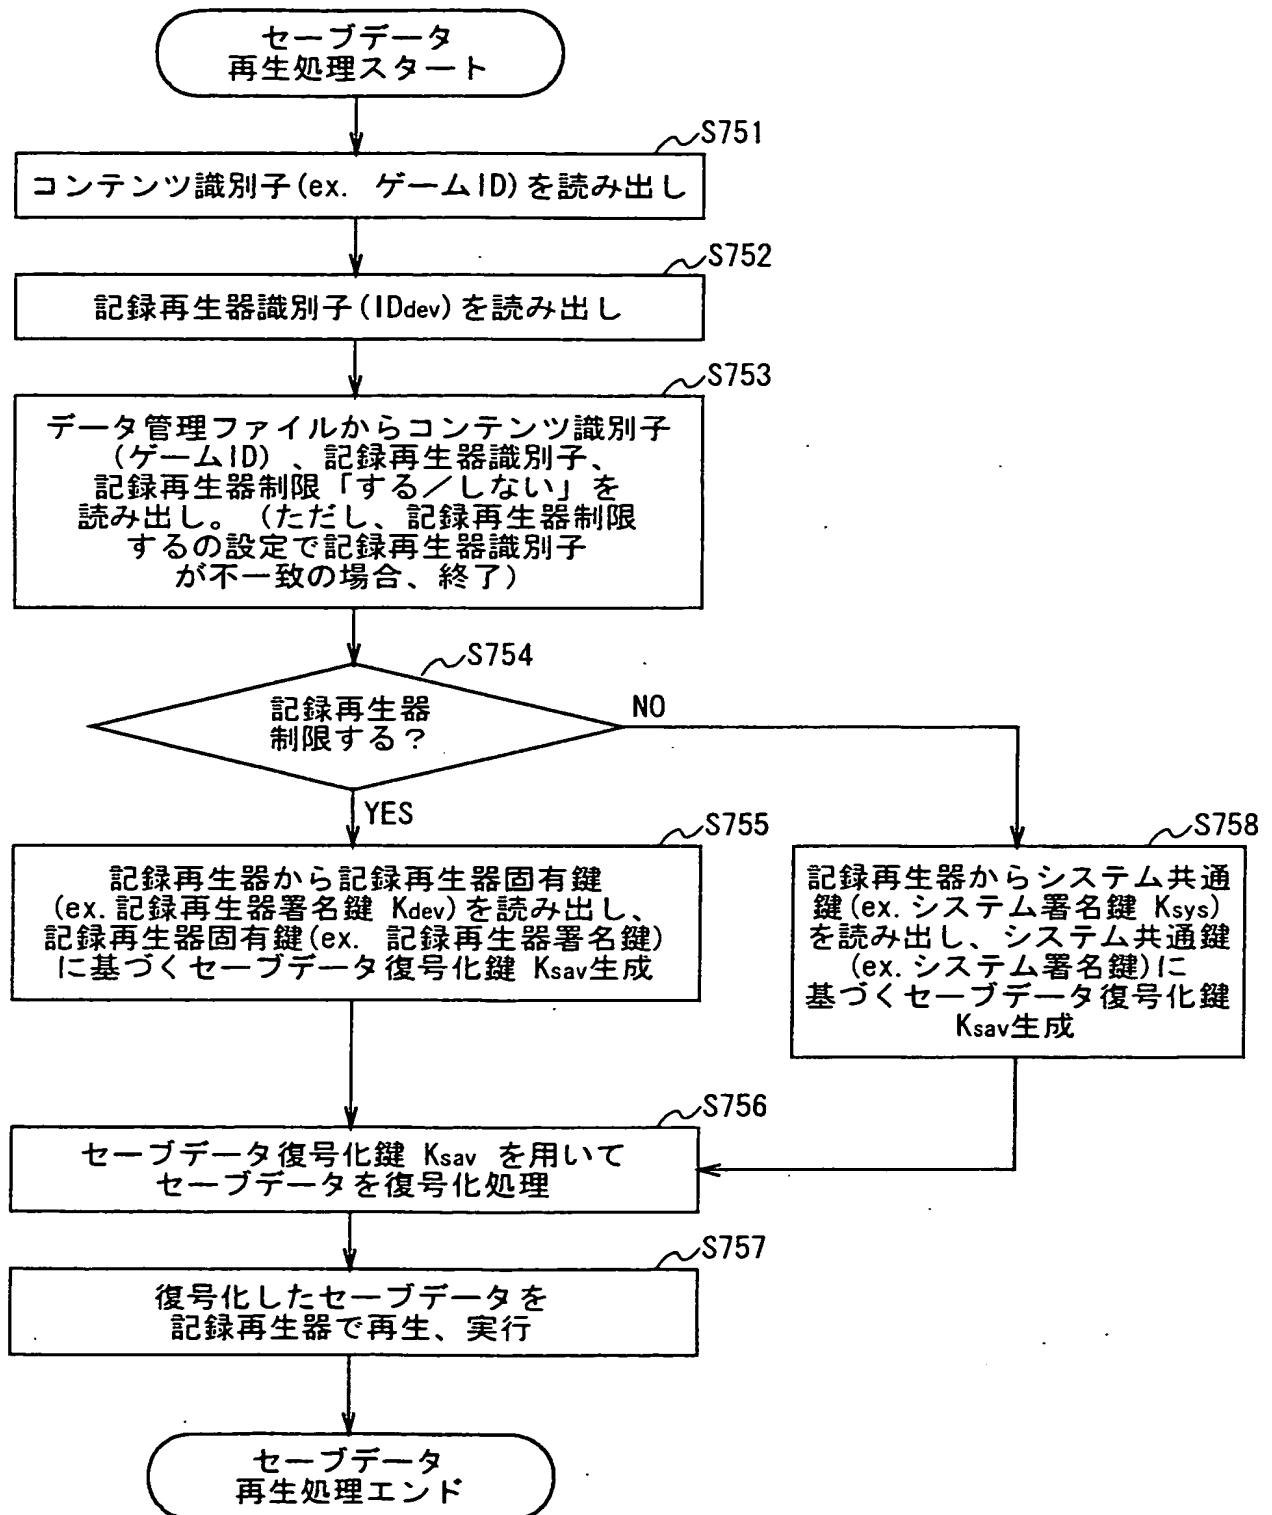 セーブデータ
再生処理スタート
S751
コンテンツ識別子(ex. ゲームID)を読み出し
S752
記録再生器識別子(IDdev)を読み出し
S753
データ管理ファイルからコンテンツ識別子
(ゲームID)、記録再生器識別子、
記録再生器制限「する/しない」を
読み出し。(ただし、記録再生器制限
するの設定で記録再生器識別子
が不一致の場合、終了)
S754
記録再生器
制限する?
NO
YES
S755
記録再生器から記録再生器固有鍵
(ex.記録再生器署名鍵 Kdev)を読み出し、
記録再生器固有鍵(ex. 記録再生器署名鍵)
に基づくセーブデータ復号化鍵 Ksav生成
S758
記録再生器からシステム共通
鍵(ex.システム署名鍵 Ksys)
を読み出し、システム共通鍵
(ex.システム署名鍵)に
基づくセーブデータ復号化鍵
Ksav生成
S756
セーブデータ復号化鍵 Ksav を用いて
セーブデータを復号化処理
S757
復号化したセーブデータを
記録再生器で再生、実行
セーブデータ
再生処理エンド